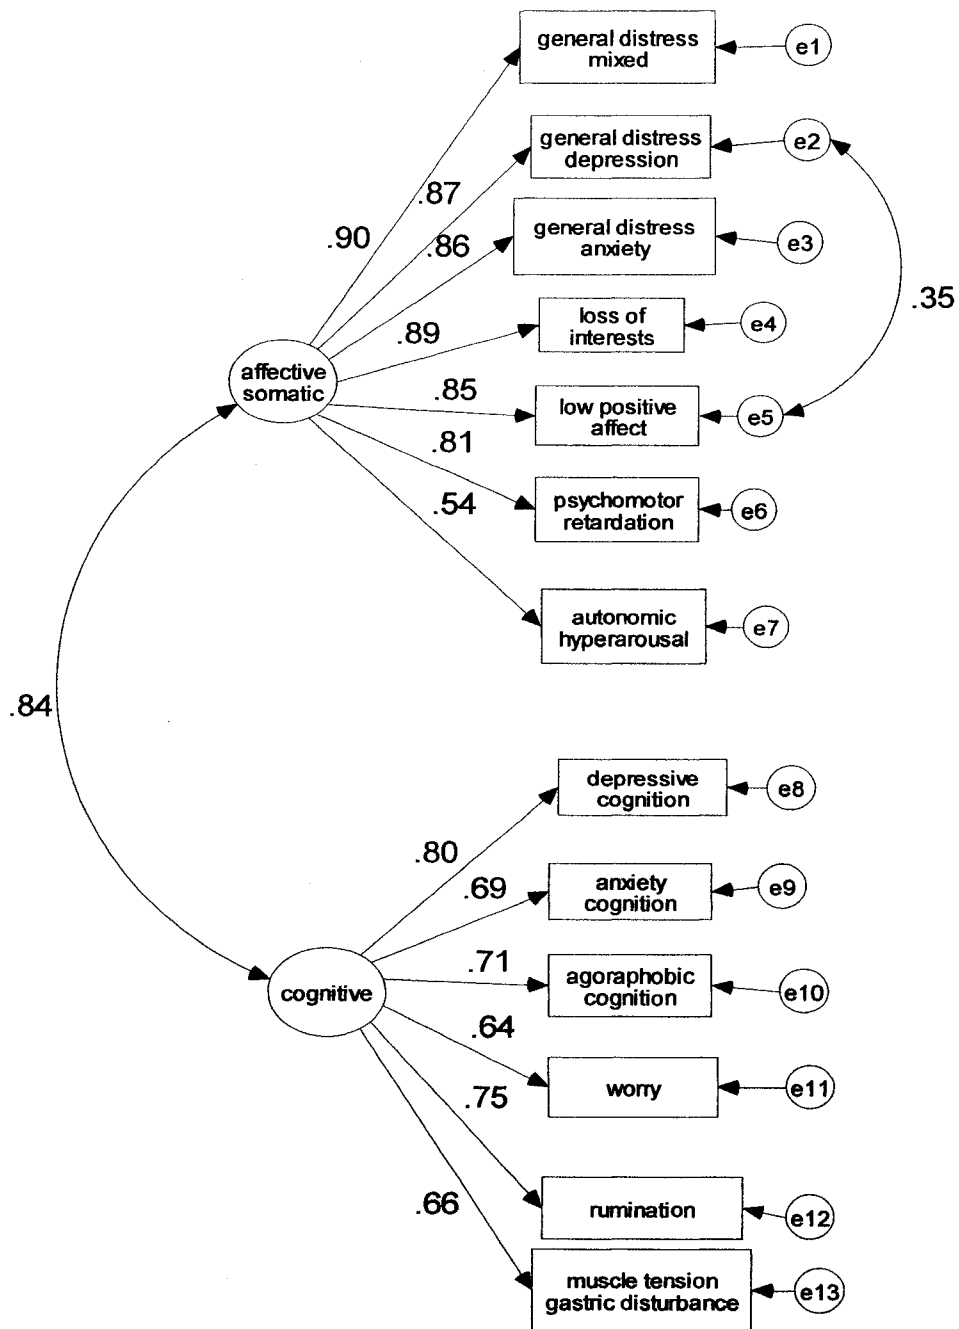 general distress
mixed
e1
general distress
depression
e2
.87
.90
.86
general distress
anxiety
e3
.35
loss of
interests
e4
.89
affective
somatic
.85
low positive
affect
e5
.81
.54
psychomotor
retardation
e6
autonomic
hyperarousal
e7
.84
depressive
cognition
e8
.80
.69
anxiety
cognition
e9
.71
agoraphobic
cognition
e10
cognitive
.64
worry
e11
.75
.66
rumination
e12
muscle tension
gastric disturbance
e13